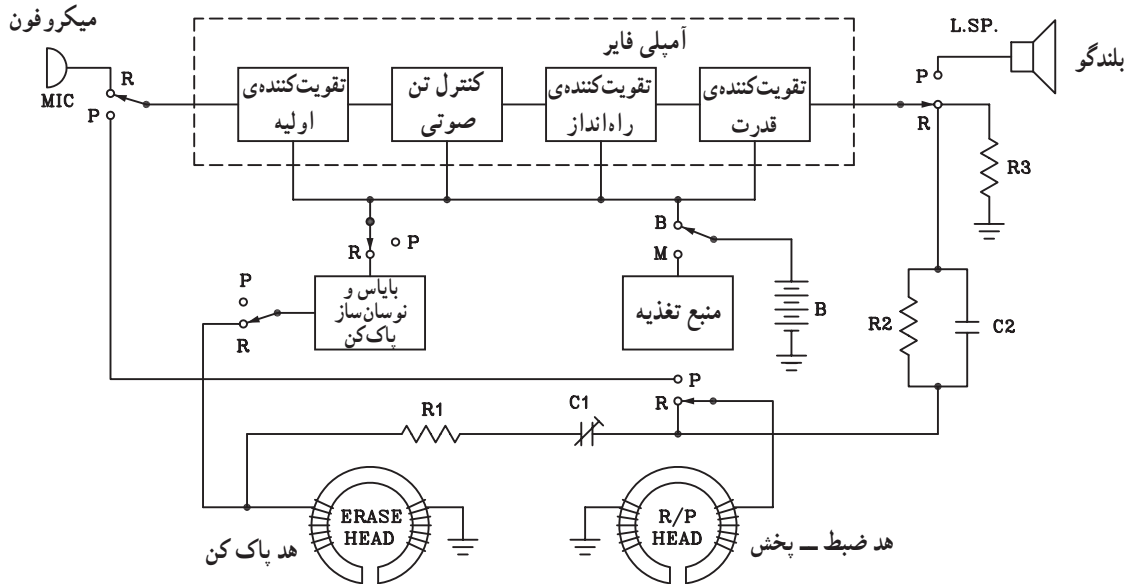 میکروفون
MIC
R
P
آمپلی فایر
تقویت‌کننده‌ی
اولیه
کنترل تن
صوتی
تقویت‌کننده‌ی
راه‌انداز
تقویت‌کننده‌ی
قدرت
L.SP.
بلندگو
P
R
R3
R
P
B
M
P
R
بایاس و
نوسان‌ساز
پاک‌کن
منبع تغذیه
B
R2
C2
P
R
R1
C1
ERASE
HEAD
هد پاک کن
R/P
HEAD
هد ضبط ــ پخش